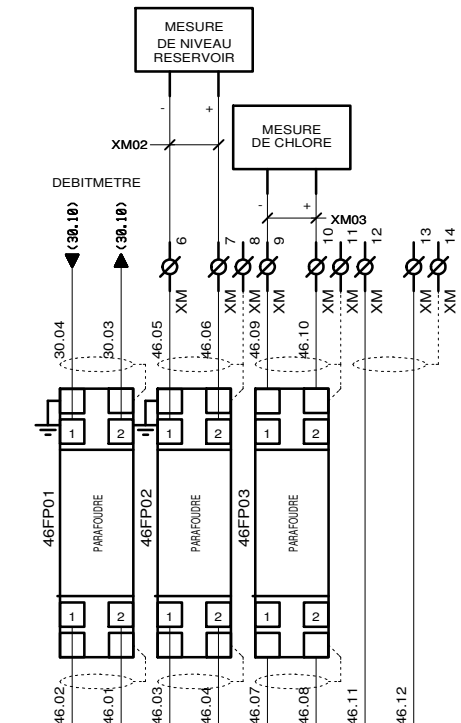 MESURE
DE NIVEAU
RESERVOIR
- +
XM02
MESURE
DE CHLORE
- +
XM03
DEBITMETRE
(30.10) (30.10)
6 7 8 9 10 11 12 13 14
XM XM XM XM XM XM XM XM XM
30.04 30.03 46.05 46.06 46.09 46.10
1 2 1 2 1 2
46FP01 PARAFOUDRE 46FP02 PARAFOUDRE 46FP03 PARAFOUDRE
1 2 1 2 1 2
46.02 46.01 46.03 46.04 46.07 46.08 46.11 46.12